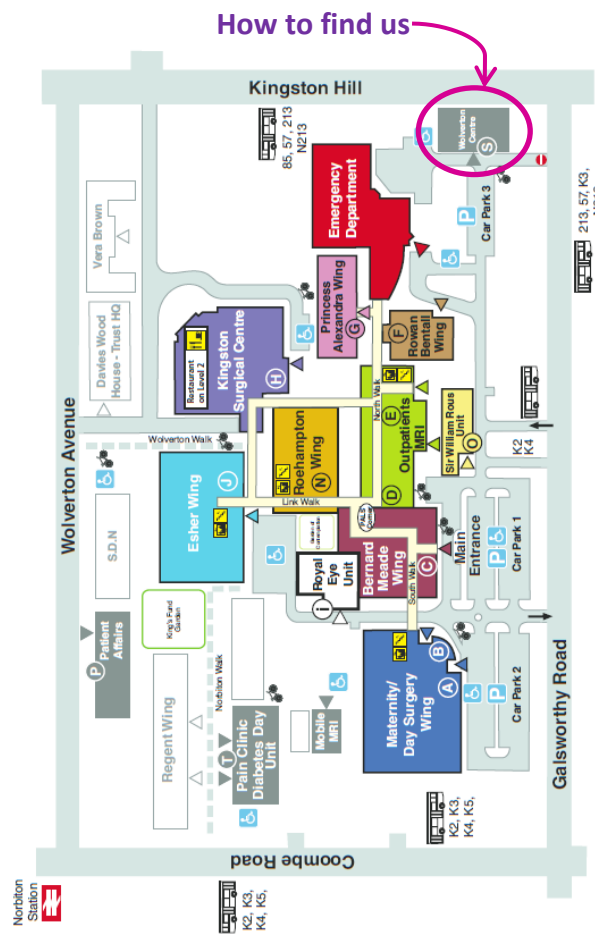 How to find us
Kingston Hill
85, 57, 213
N213
Wolverton
Centre
S
Emergency
Department
Car Park 3
P
213, 57, K3,
Vera Brown
Davies Wood
House - Trust HQ
Princess
Alexandra Wing
G
F
Rowan
Bentall
Wing
Restaurant
on Level 2
Kingston
Surgical Centre
H
Wolverton Avenue
Wolverton Walk
North Walk
E
Outpatients
MRI
D
Sir William Rous
Unit
O
K2
K4
Roehampton
Wing
N
Link Walk
Esher Wing
J
S.D.N
PALS
Bernard
Meade
Wing
C
South Walk
Main
Entrance
P
Car Park 1
Royal
Eye
Unit
i
King's Fund
Garden
Patient
Affairs
P
Norbiton Walk
Regent Wing
Pain Clinic
Diabetes Day
Unit
T
Mobile
MRI
Maternity/
Day Surgery
Wing
A
B
P
Car Park 2
Galsworthy Road
K2, K3,
K4, K5,
Coombe Road
K2, K3,
K4, K5,
Norbiton
Station